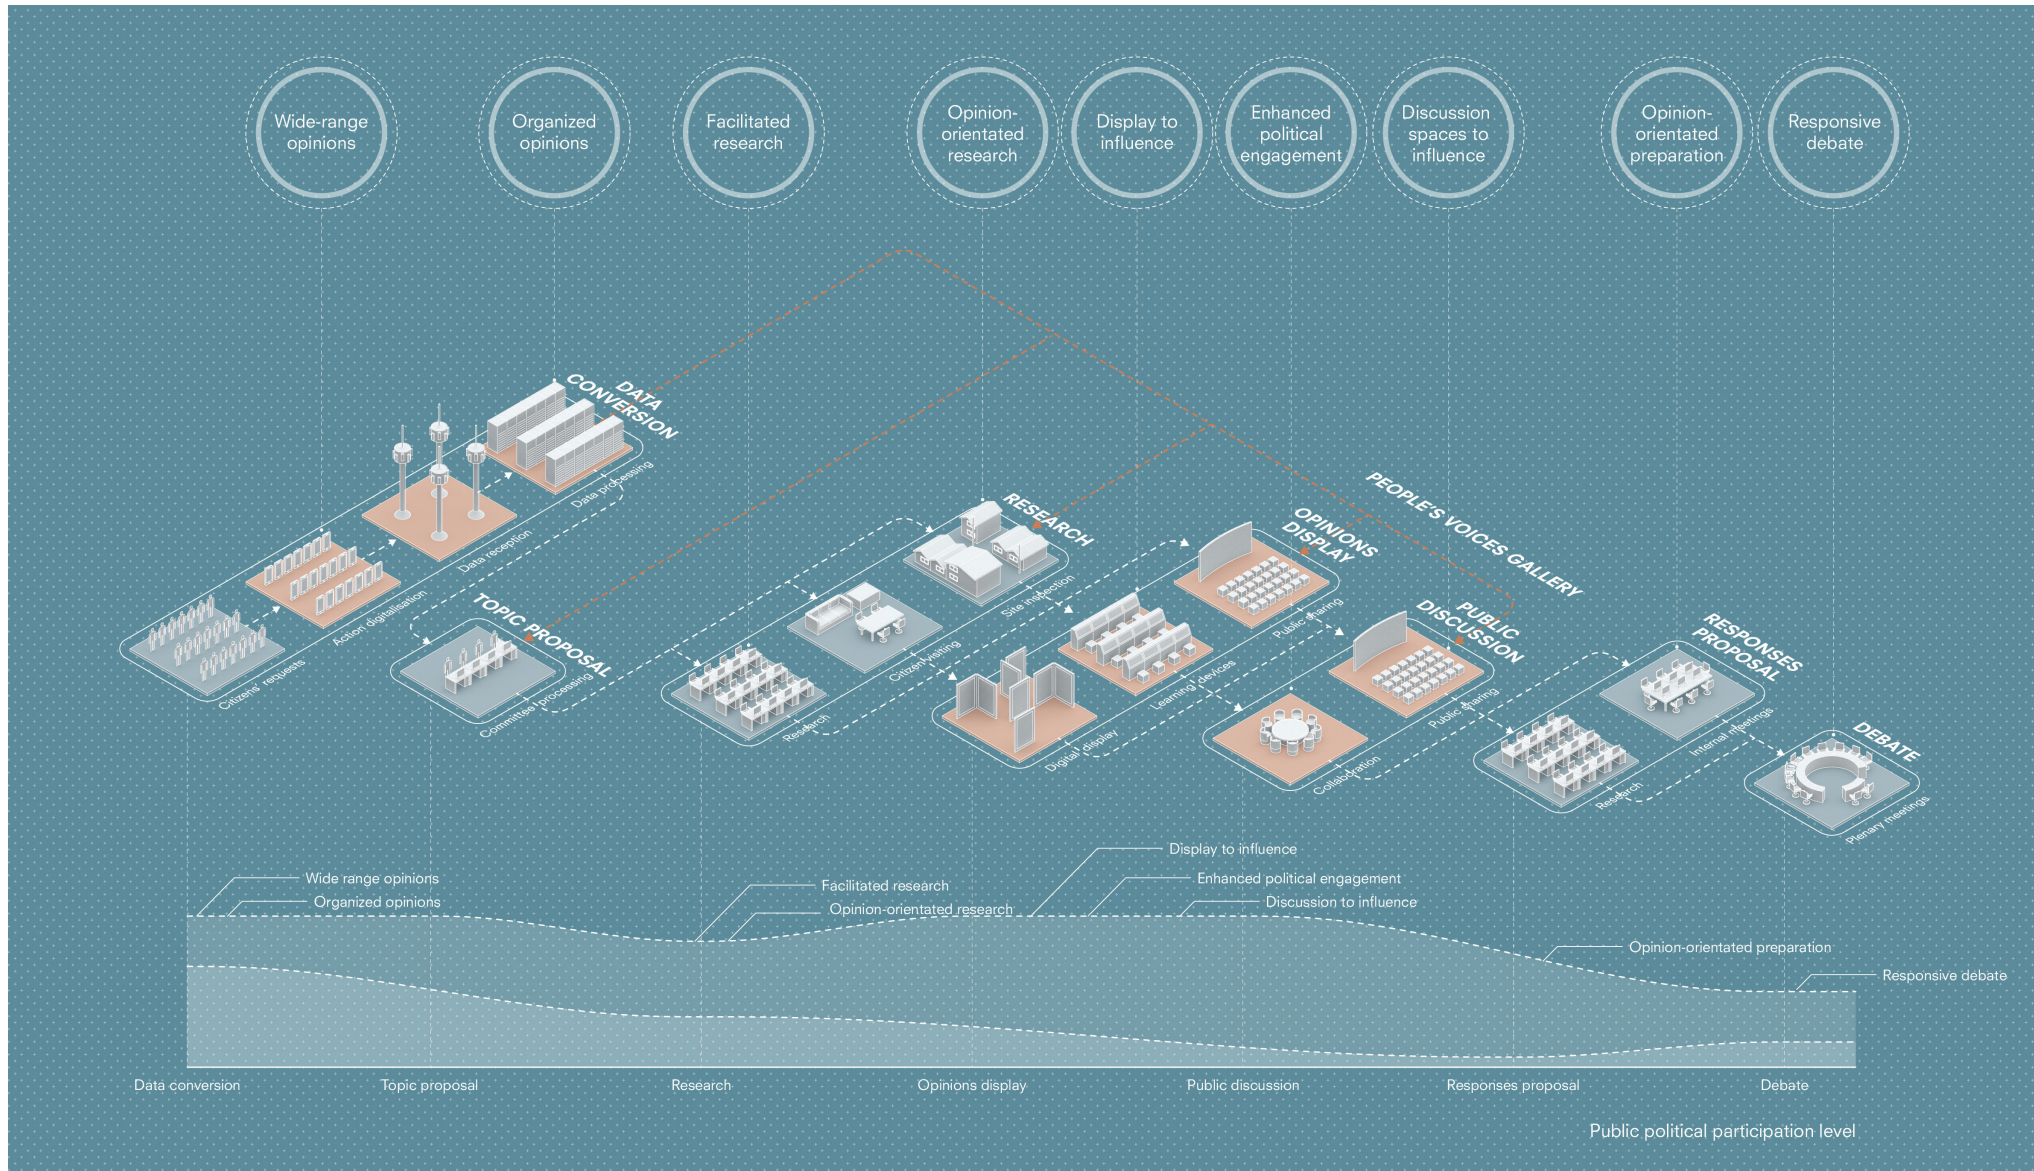 Wide-range
opinions
Organized
opinions
Facilitated
research
Opinion-
orientated
research
Display to
influence
Enhanced
political
engagement
Discussion
spaces to
influence
Opinion-
orientated
preparation
Responsive
debate
DATA
CONVERSION
Data processing
Data reception
Action digitalisation
Citizens' requests
TOPIC PROPOSAL
Committee processing
RESEARCH
Site inspection
Citizen visiting
Research
OPINIONS
DISPLAY
Public sharing
Learning devices
Digital display
PEOPLE'S VOICES GALLERY
PUBLIC
DISCUSSION
Public sharing
Collaboration
RESPONSES
PROPOSAL
Internal meetings
Research
DEBATE
Plenary meetings
Wide range opinions
Organized opinions
Facilitated research
Opinion-orientated research
Display to influence
Enhanced political engagement
Discussion to influence
Opinion-orientated preparation
Responsive debate
Data conversion
Topic proposal
Research
Opinions display
Public discussion
Responses proposal
Debate
Public political participation level